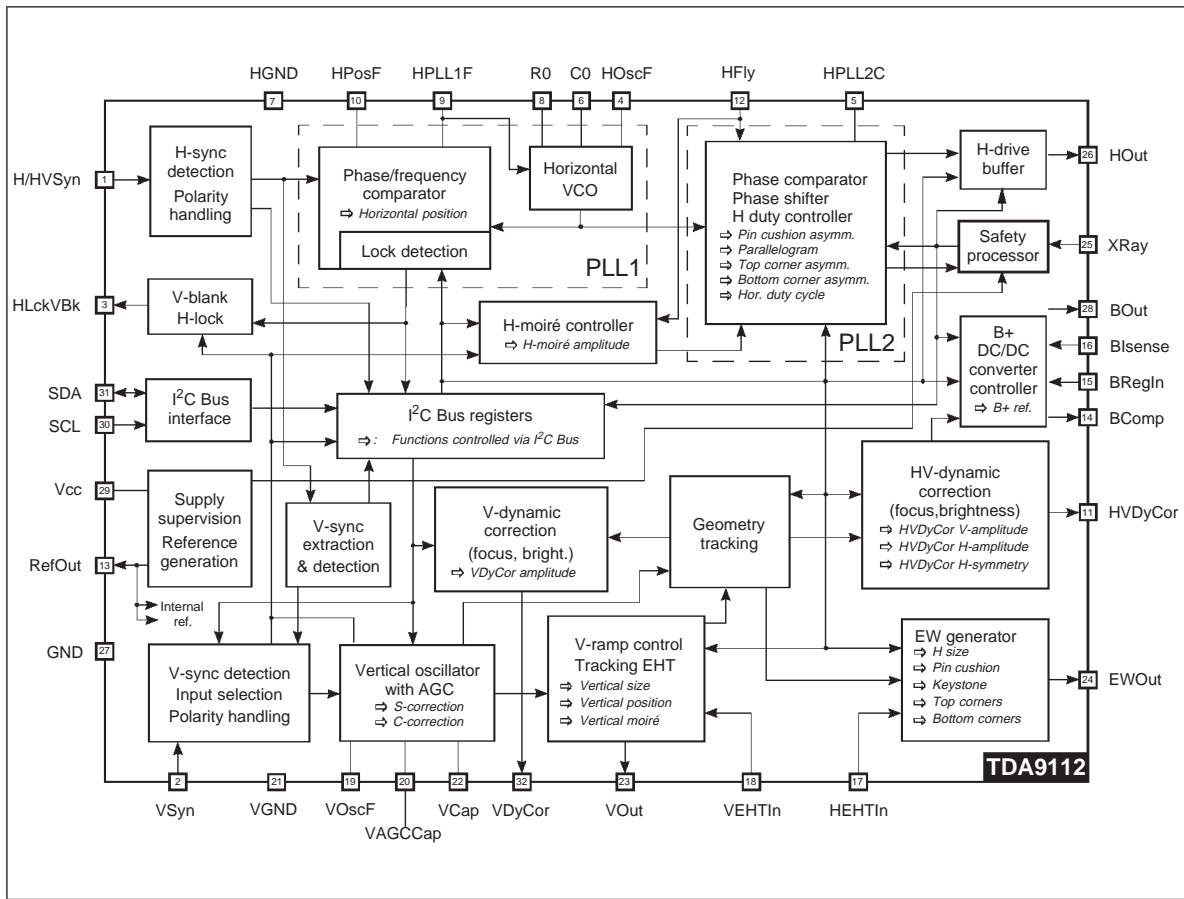 HGND HPosF HPLL1F R0 C0 HOscF HFly HPLL2C
7 10 9 8 6 4 12 5
H/HVSyn 1
H-sync
detection
Polarity
handling
Phase/frequency
comparator
⇨ Horizontal position
Lock detection
Horizontal
VCO
PLL1
Phase comparator
Phase shifter
H duty controller
⇨ Pin cushion asymm.
⇨ Parallelogram
⇨ Top corner asymm.
⇨ Bottom corner asymm.
⇨ Hor. duty cycle
PLL2
H-drive
buffer
26 HOut
Safety
processor
25 XRay
HLckVBk 3
V-blank
H-lock
H-moiré controller
⇨ H-moiré amplitude
B+
DC/DC
converter
controller
⇨ B+ ref.
28 BOut
16 BIsense
15 BRegIn
14 BComp
SDA 31
SCL 30
I2C Bus
interface
I2C Bus registers
⇨ : Functions controlled via I2C Bus
Vcc 29
Supply
supervision
Reference
generation
RefOut 13
Internal
ref.
V-sync
extraction
& detection
V-dynamic
correction
(focus, bright.)
⇨ VDyCor amplitude
Geometry
tracking
HV-dynamic
correction
(focus,brightness)
⇨ HVDyCor V-amplitude
⇨ HVDyCor H-amplitude
⇨ HVDyCor H-symmetry
11 HVDyCor
GND 27
V-sync detection
Input selection
Polarity handling
Vertical oscillator
with AGC
⇨ S-correction
⇨ C-correction
V-ramp control
Tracking EHT
⇨ Vertical size
⇨ Vertical position
⇨ Vertical moiré
EW generator
⇨ H size
⇨ Pin cushion
⇨ Keystone
⇨ Top corners
⇨ Bottom corners
24 EWOut
TDA9112
2 21 19 20 22 32 23 18 17
VSyn VGND VOscF VCap VDyCor VOut VEHTIn HEHTIn
VAGCCap